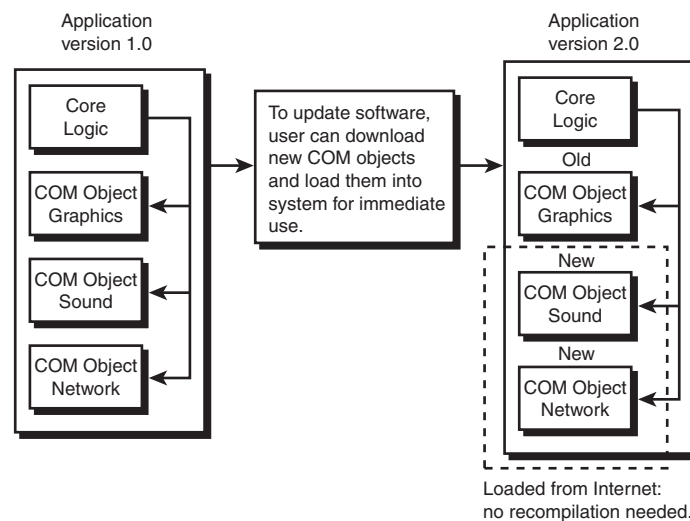 Application
version 1.0
Core
Logic
COM Object
Graphics
COM Object
Sound
COM Object
Network
To update software,
user can download
new COM objects
and load them into
system for immediate
use.
Application
version 2.0
Core
Logic
Old
COM Object
Graphics
New
COM Object
Sound
New
COM Object
Network
Loaded from Internet:
no recompilation needed.